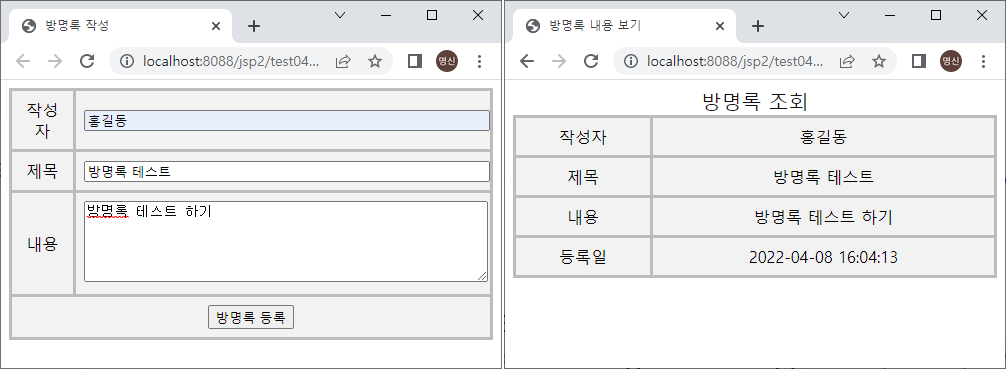 방명록 작성
localhost:8088/jsp2/test04...
명신
작성자
홍길동
제목
방명록 테스트
내용
방명록 테스트 하기
방명록 등록
방명록 내용 보기
localhost:8088/jsp2/test04...
명신
방명록 조회
작성자 홍길동
제목 방명록 테스트
내용 방명록 테스트 하기
등록일 2022-04-08 16:04:13